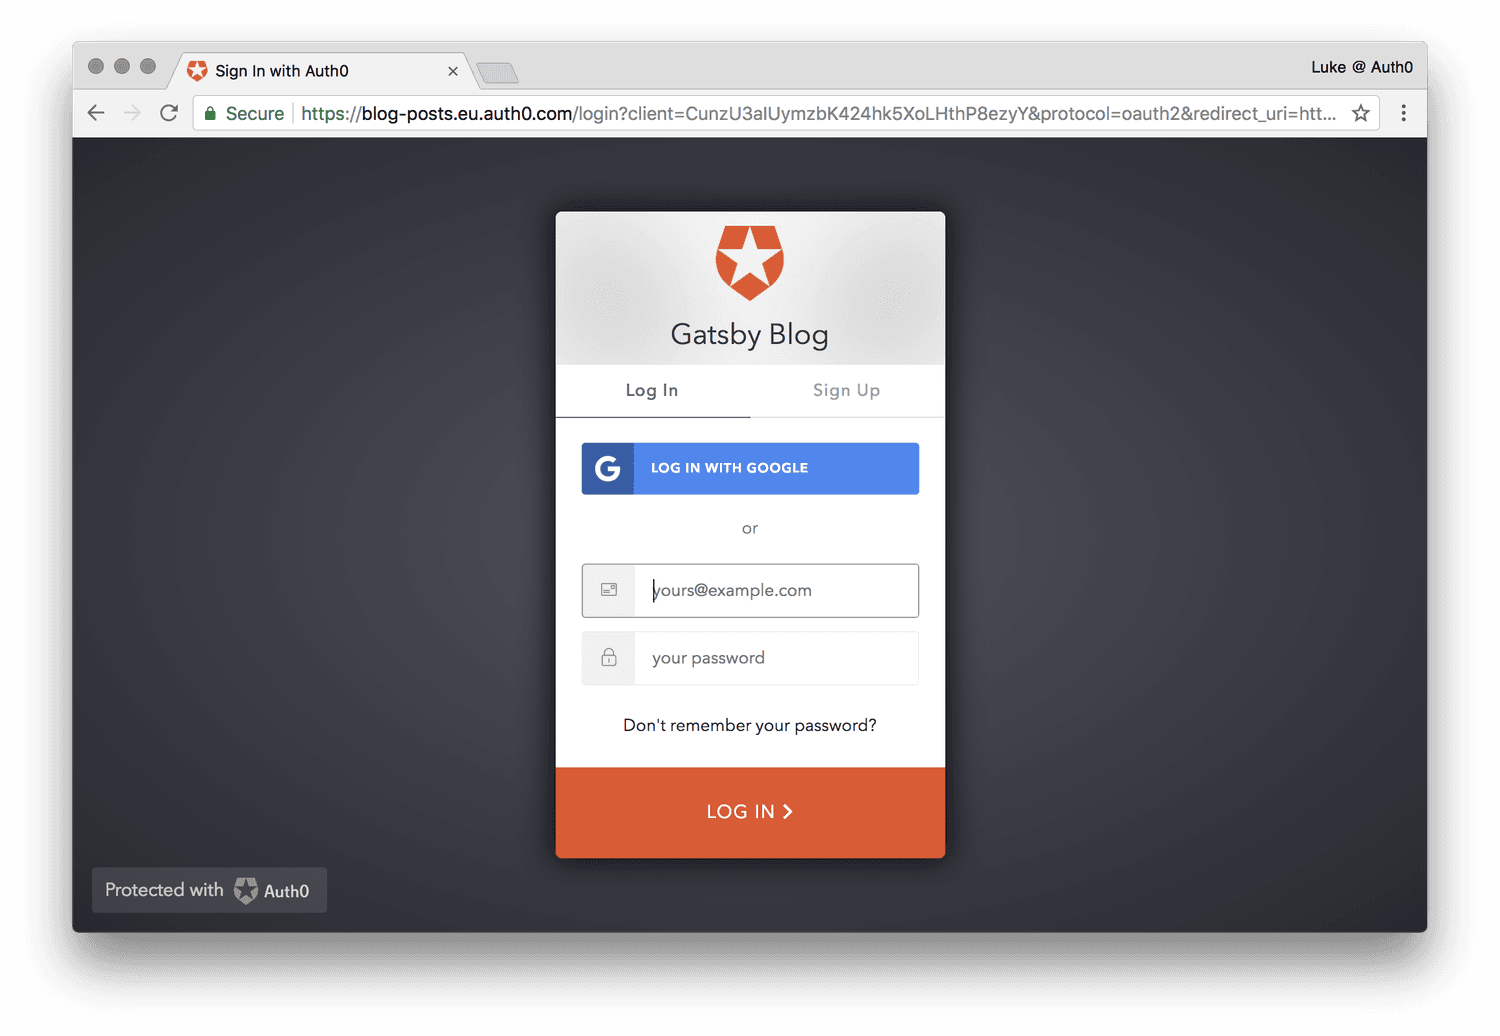 Sign In with Auth0
Luke @ Auth0
Secure
https://blog-posts.eu.auth0.com/login?client=CunzU3aIUymzbK424hk5XoLHthP8ezyY&protocol=oauth2&redirect_uri=htt...
Gatsby Blog
Log In
Sign Up
G
LOG IN WITH GOOGLE
or
yours@example.com
your password
Don't remember your password?
LOG IN
Protected with Auth0